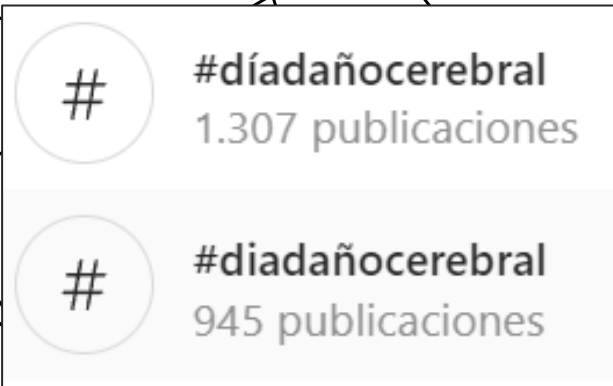 #
#díadañocerebral
1.307 publicaciones
#
#diadañocerebral
945 publicaciones